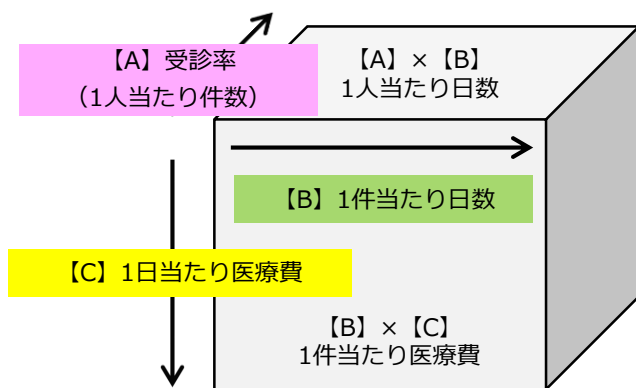 【A】受診率
（1人当たり件数）
【A】×【B】
1人当たり日数
【B】1件当たり日数
【C】1日当たり医療費
【B】×【C】
1件当たり医療費